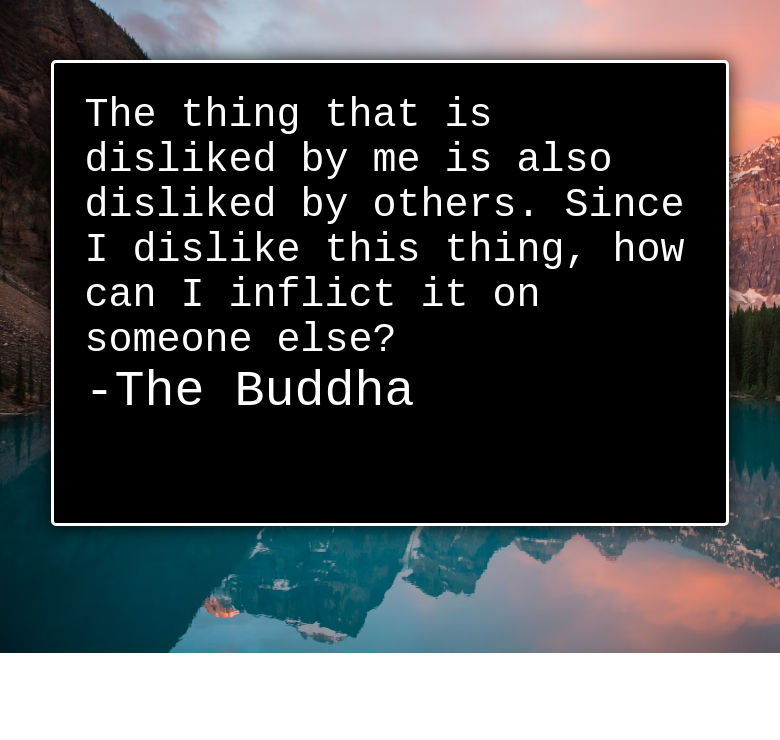 The thing that is
disliked by me is also
disliked by others. Since
I dislike this thing, how
can I inflict it on
someone else?
-The Buddha